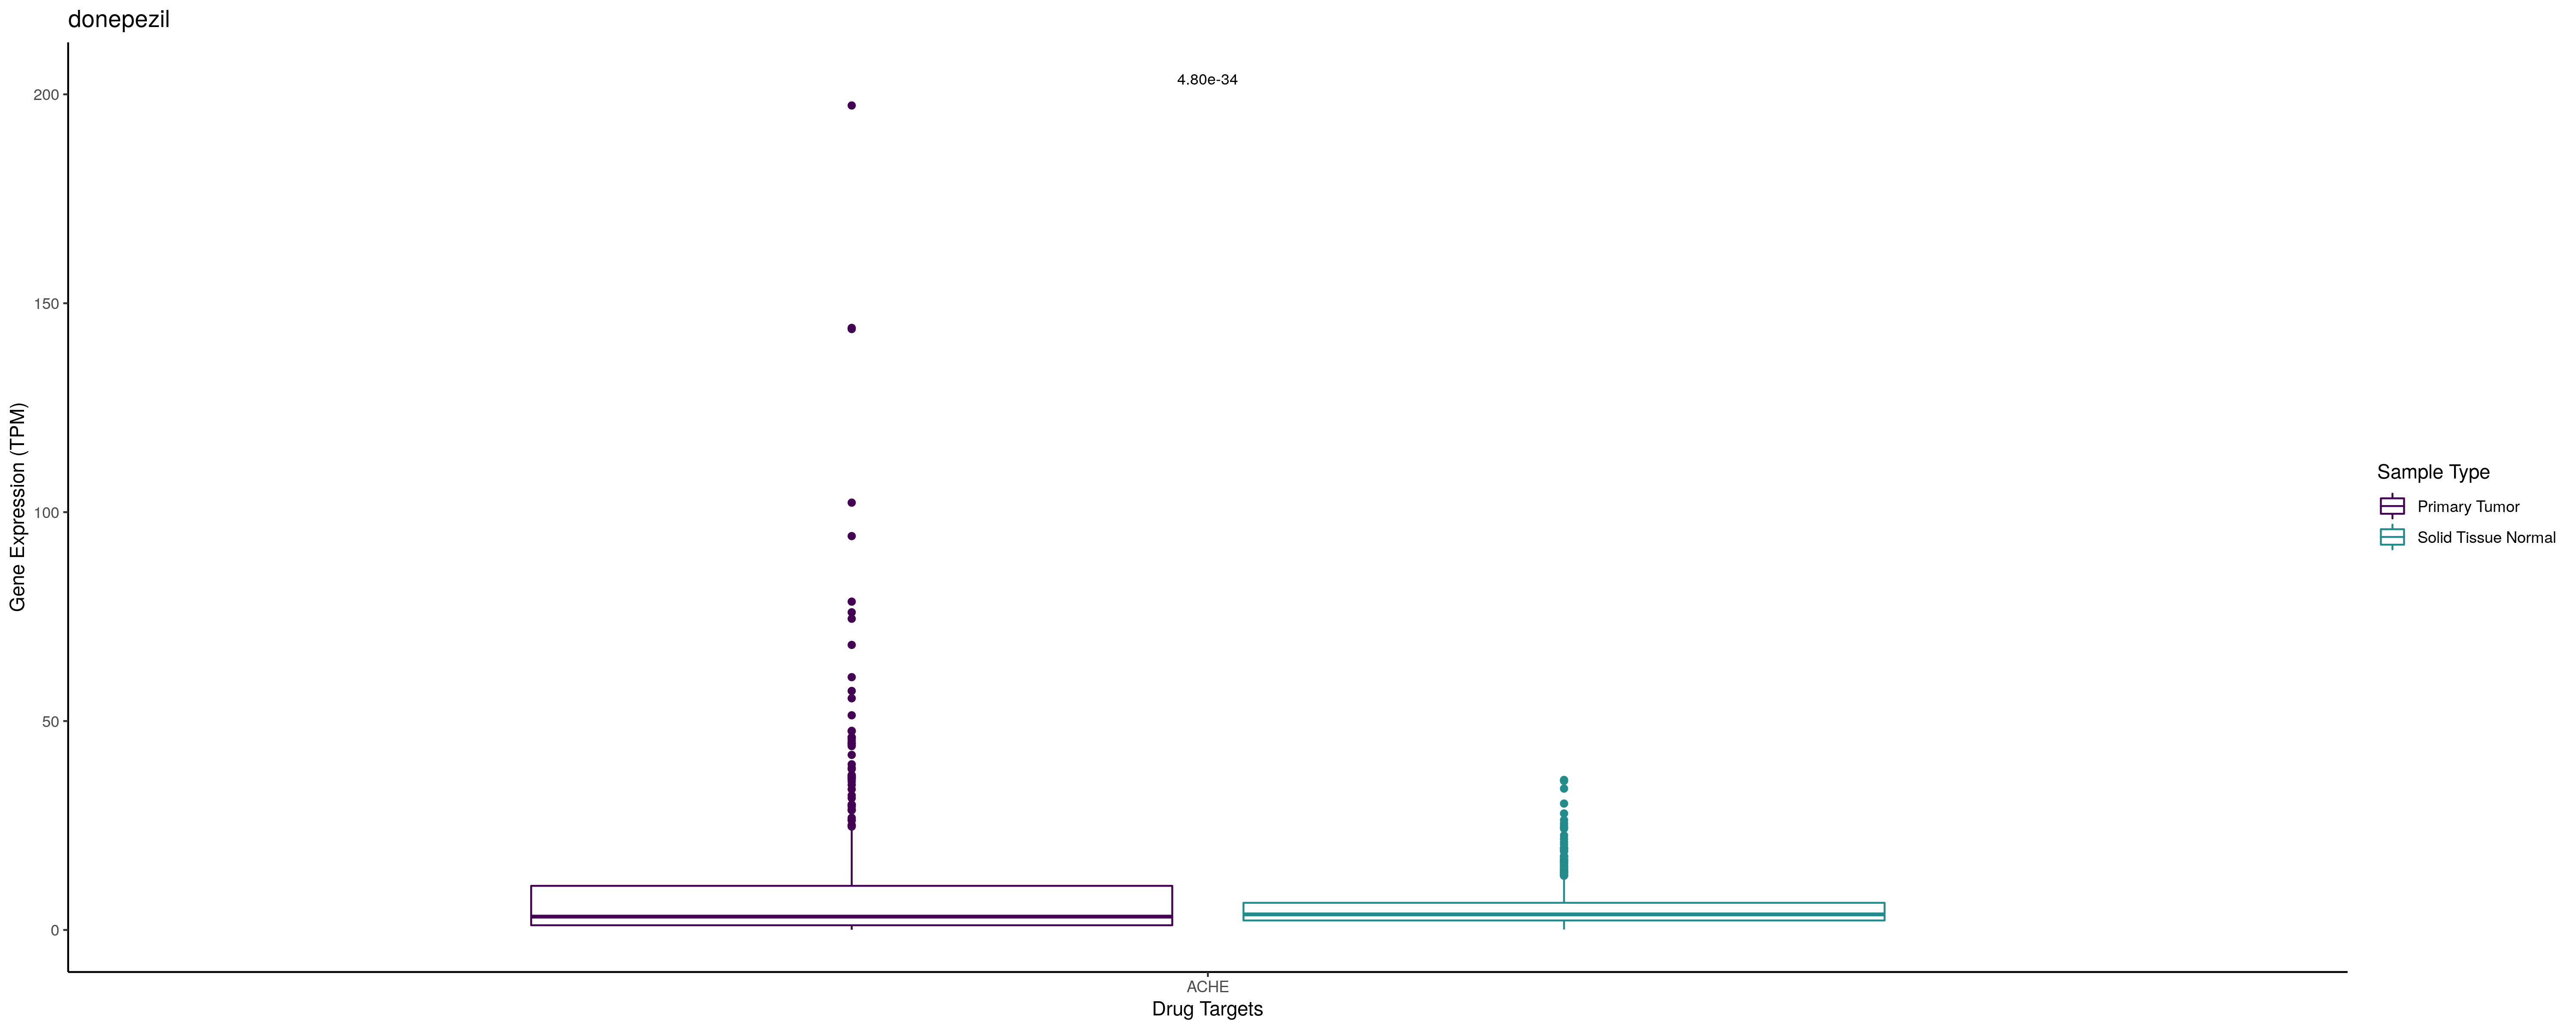 donepezil
4.80e-34
200
150
100
50
0
Gene Expression (TPM)
ACHE
Drug Targets
Sample Type
Primary Tumor
Solid Tissue Normal